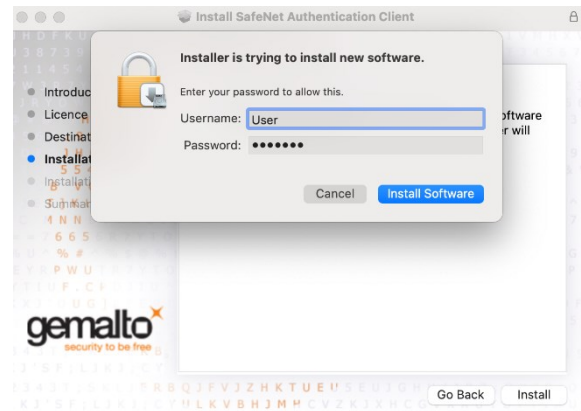 Install SafeNet Authentication Client
Installer is trying to install new software.
Enter your password to allow this.
Username: User
Password: •••••••
Cancel Install Software
Introduc
Licence
Destinat
Installat
Installati
Summar
oftware
r will
gemalto
security to be free
Go Back Install